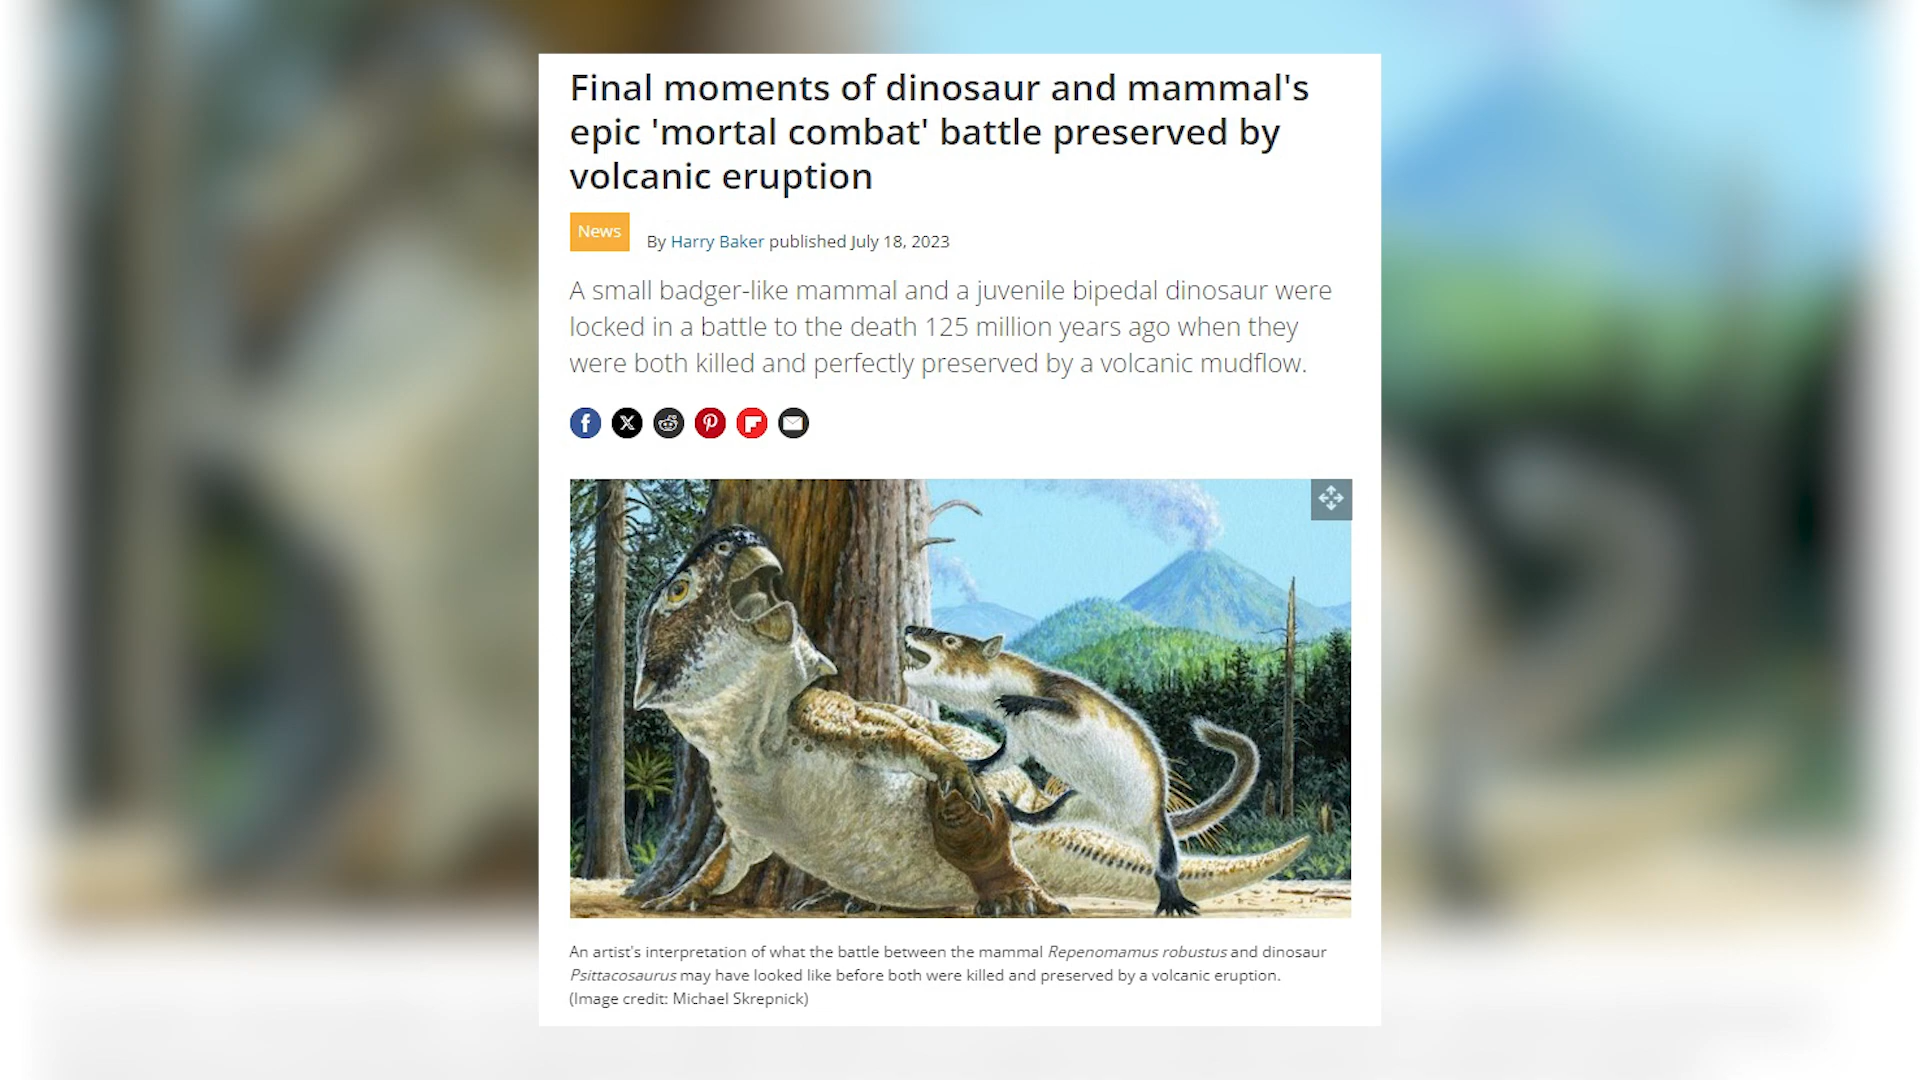 Final moments of dinosaur and mammal's
epic 'mortal combat' battle preserved by
volcanic eruption
News
By Harry Baker published July 18, 2023
A small badger-like mammal and a juvenile bipedal dinosaur were
locked in a battle to the death 125 million years ago when they
were both killed and perfectly preserved by a volcanic mudflow.
An artist's interpretation of what the battle between the mammal Repenomamus robustus and dinosaur
Psittacosaurus may have looked like before both were killed and preserved by a volcanic eruption.
(Image credit: Michael Skrepnick)